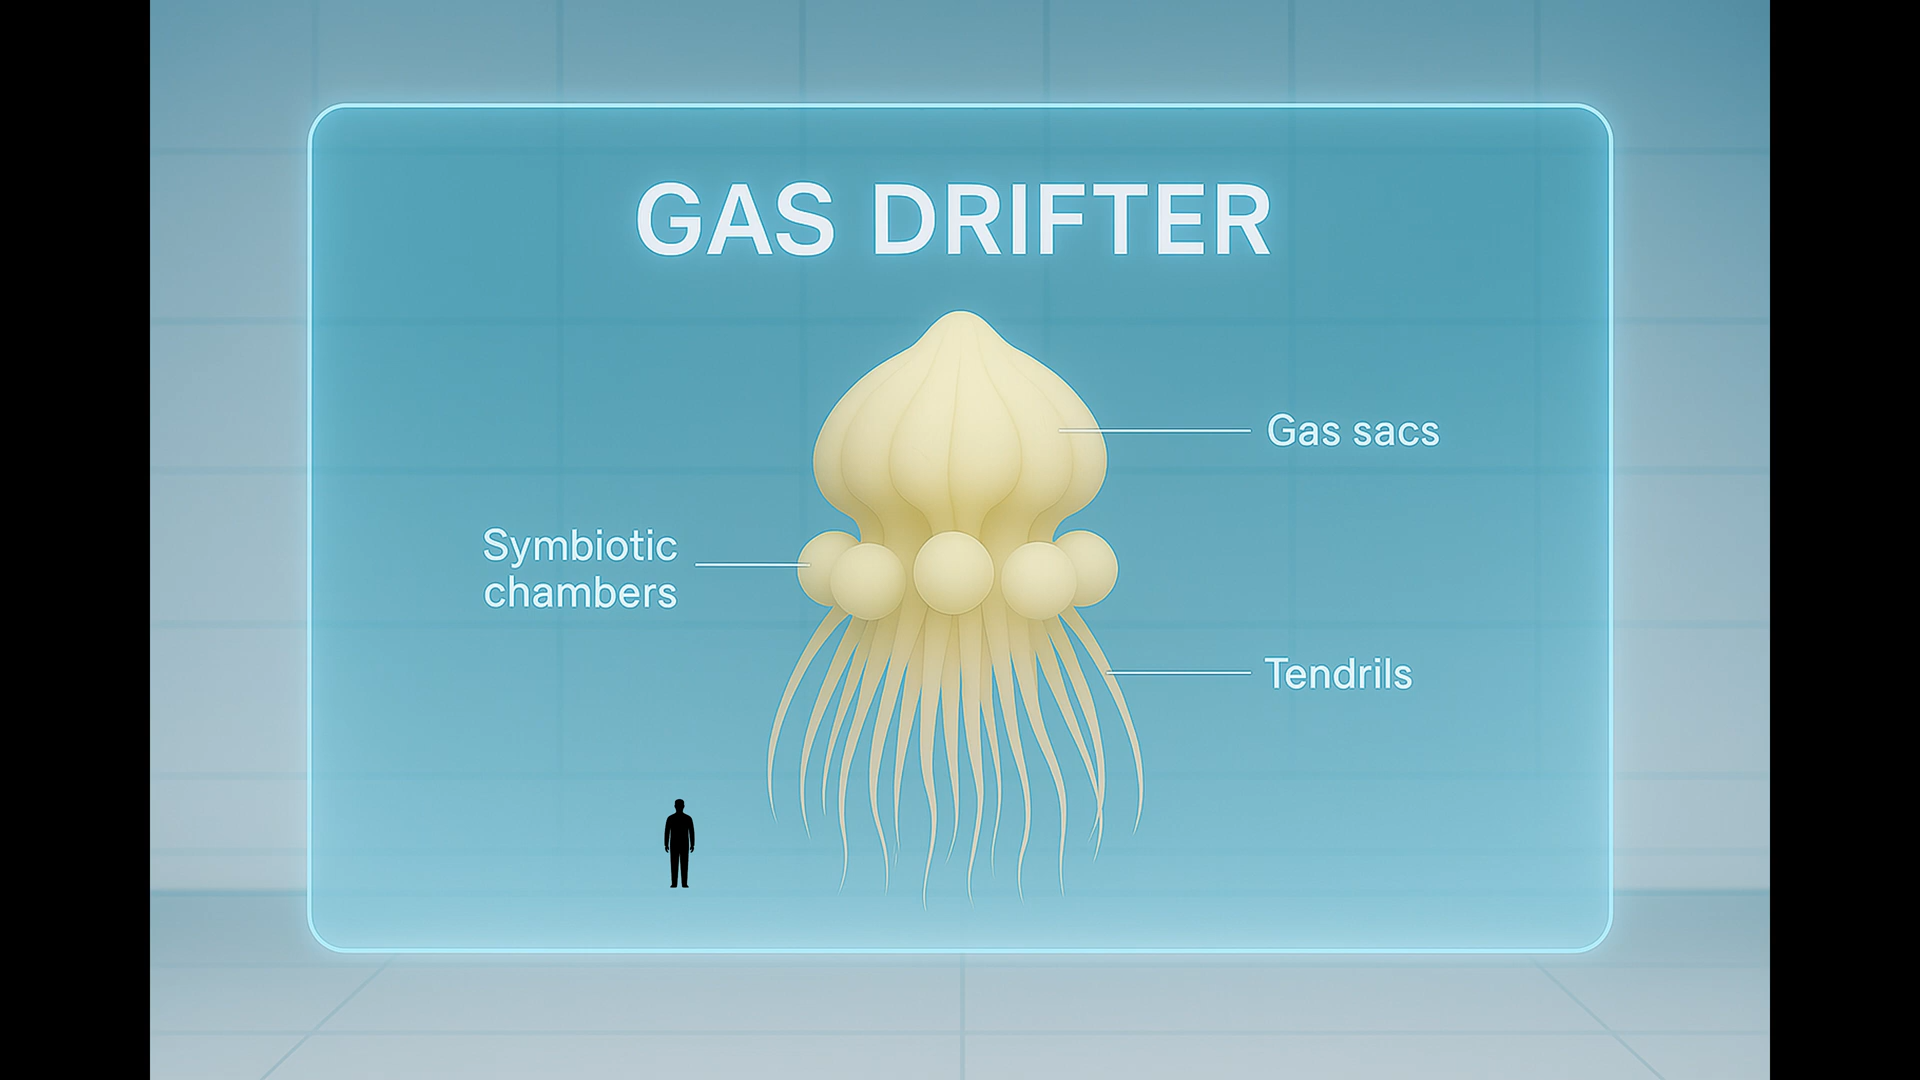 GAS DRIFTER
Gas sacs
Symbiotic
chambers
Tendrils